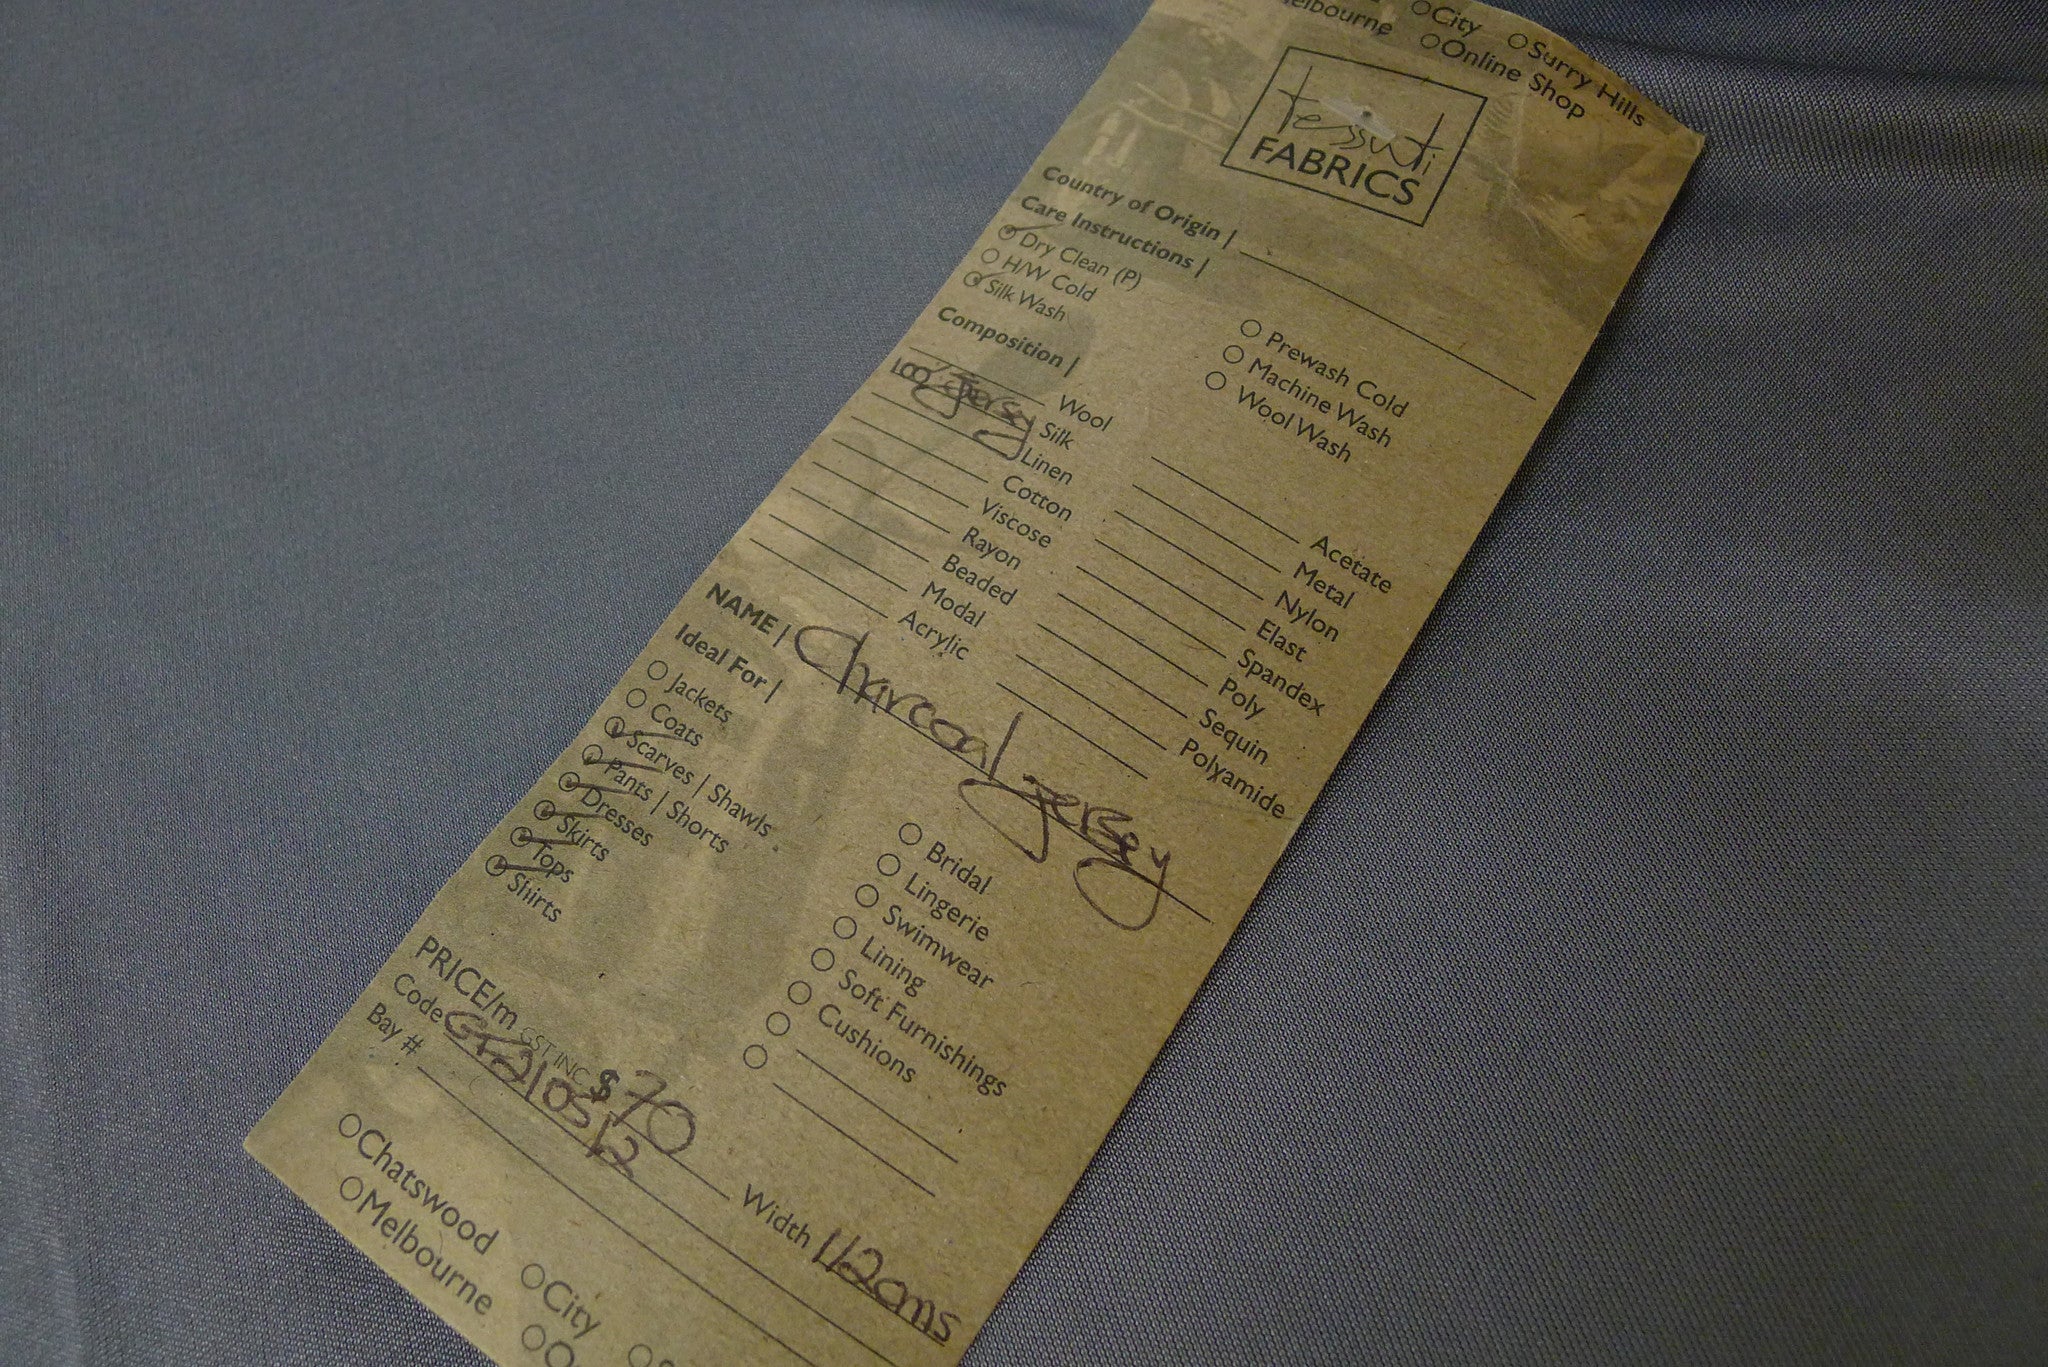 City Surry Hills
Melbourne Online Shop
tessuti
FABRICS
Country of Origin |
Care Instructions |
Dry Clean (P)
H/W Cold
Silk Wash
Prewash Cold
Machine Wash
Wool Wash
Composition |
Wool
100% Jersey Silk
Linen
Cotton
Viscose
Rayon
Beaded
Modal
Acrylic
Acetate
Metal
Nylon
Elast
Spandex
Poly
Sequin
Polyamide
NAME | Charcoal Jersey
Ideal For |
Jackets
Coats
Scarves | Shawls
Pants | Shorts
Dresses
Skirts
Tops
Shirts
Bridal
Lingerie
Swimwear
Lining
Soft Furnishings
Cushions
PRICE/m GST INC $70
Width 112cms
Code
Bay #
Chatswood City
Melbourne